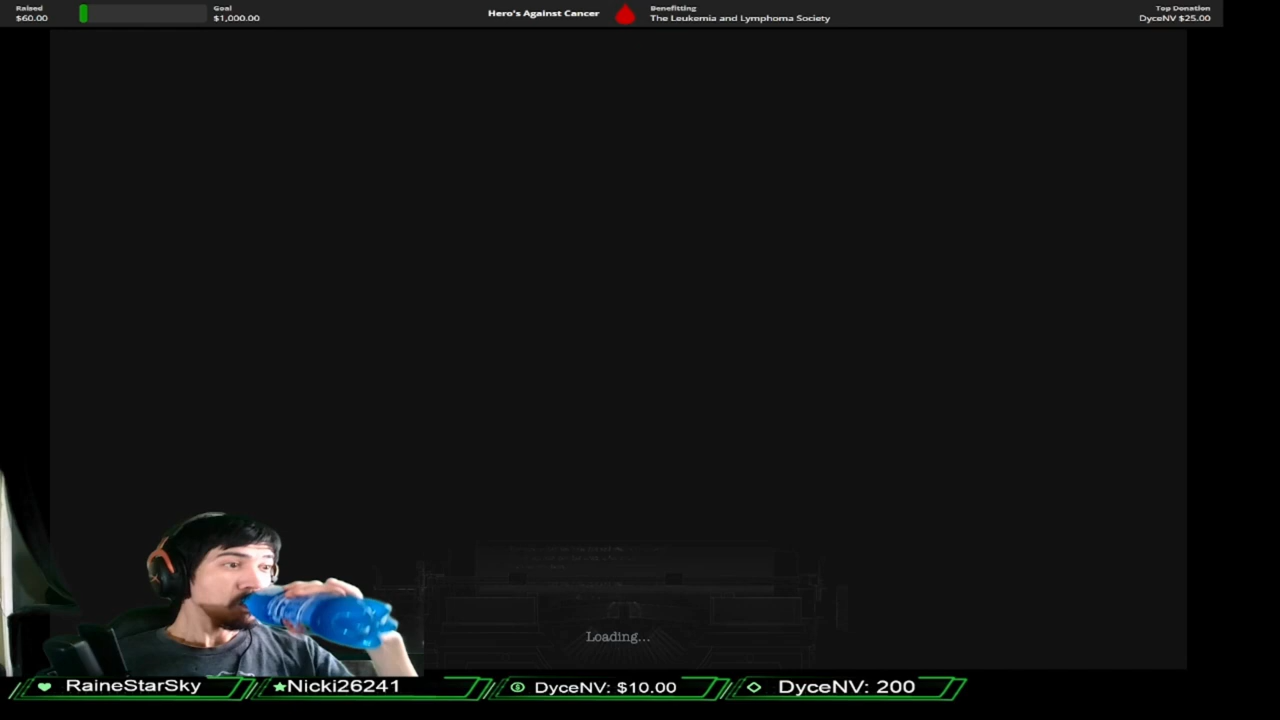 Raised
$60.00
Goal
$1,000.00
Hero's Against Cancer
Benefitting
The Leukemia and Lymphoma Society
Top Donation
DyceNV $25.00
Loading...
RaineStarSky
Nicki26241
DyceNV: $10.00
DyceNV: 200